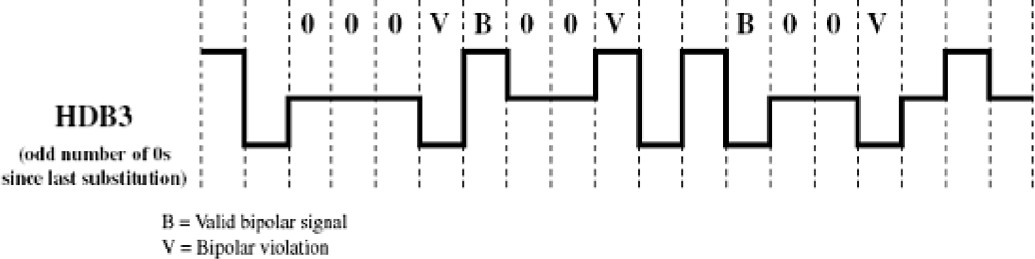 0 0 0 V B 0 0 V B 0 0 V
HDB3
(odd number of 0s
since last substitution)
B = Valid bipolar signal
V = Bipolar violation